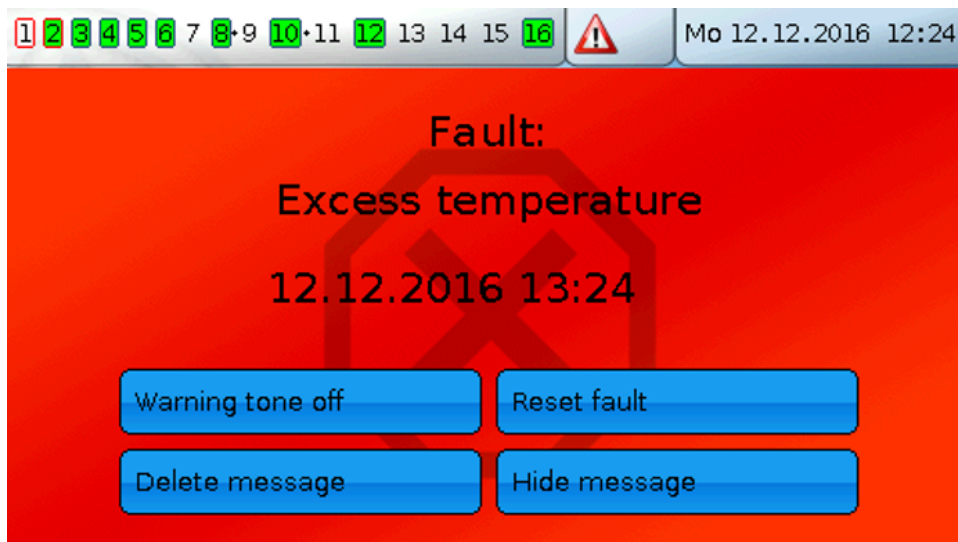 1 2 3 4 5 6 7 8+9 10+11 12 13 14 15 16 Mo 12.12.2016 12:24
Fault:
Excess temperature
12.12.2016 13:24
Warning tone off Reset fault
Delete message Hide message